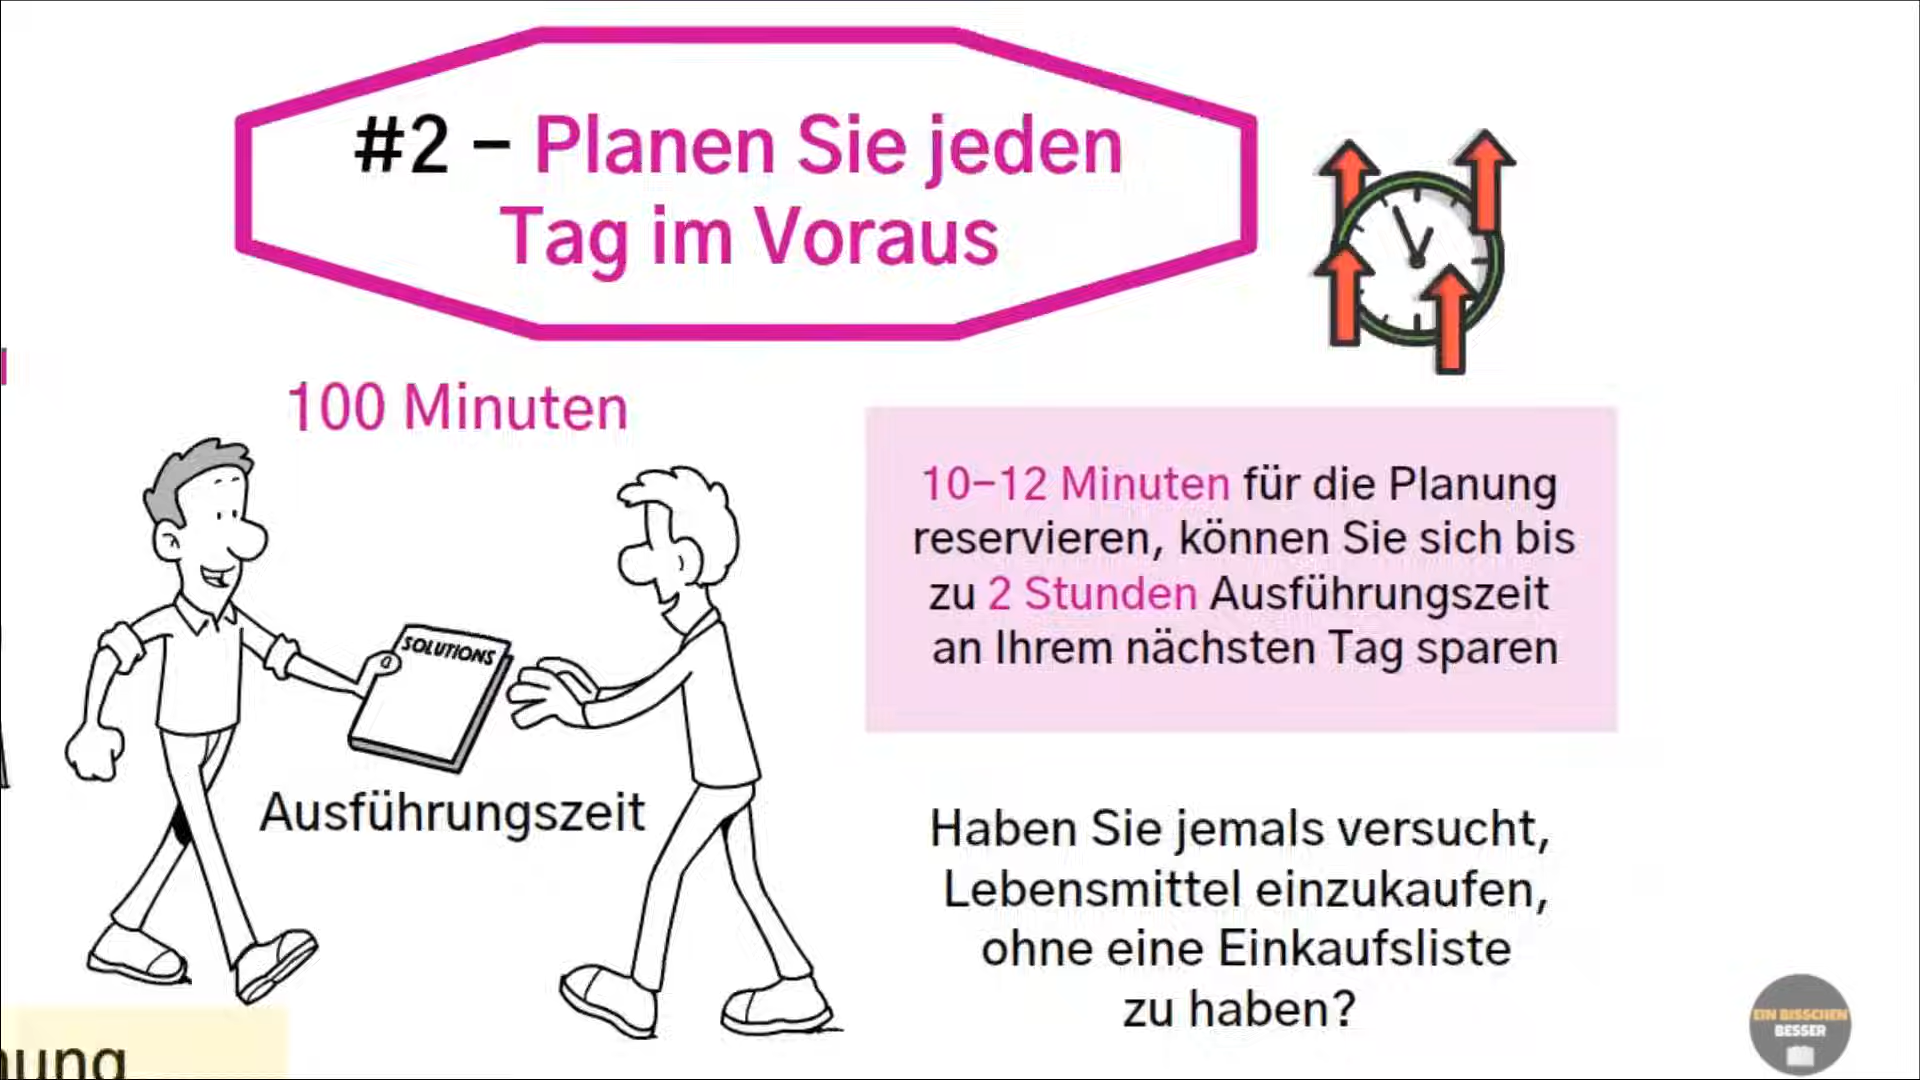 #2 – Planen Sie jeden
Tag im Voraus
100 Minuten
SOLUTIONS
Ausführungszeit
10–12 Minuten für die Planung
reservieren, können Sie sich bis
zu 2 Stunden Ausführungszeit
an Ihrem nächsten Tag sparen
Haben Sie jemals versucht,
Lebensmittel einzukaufen,
ohne eine Einkaufsliste
zu haben?
EIN BISSCHEN
BESSER